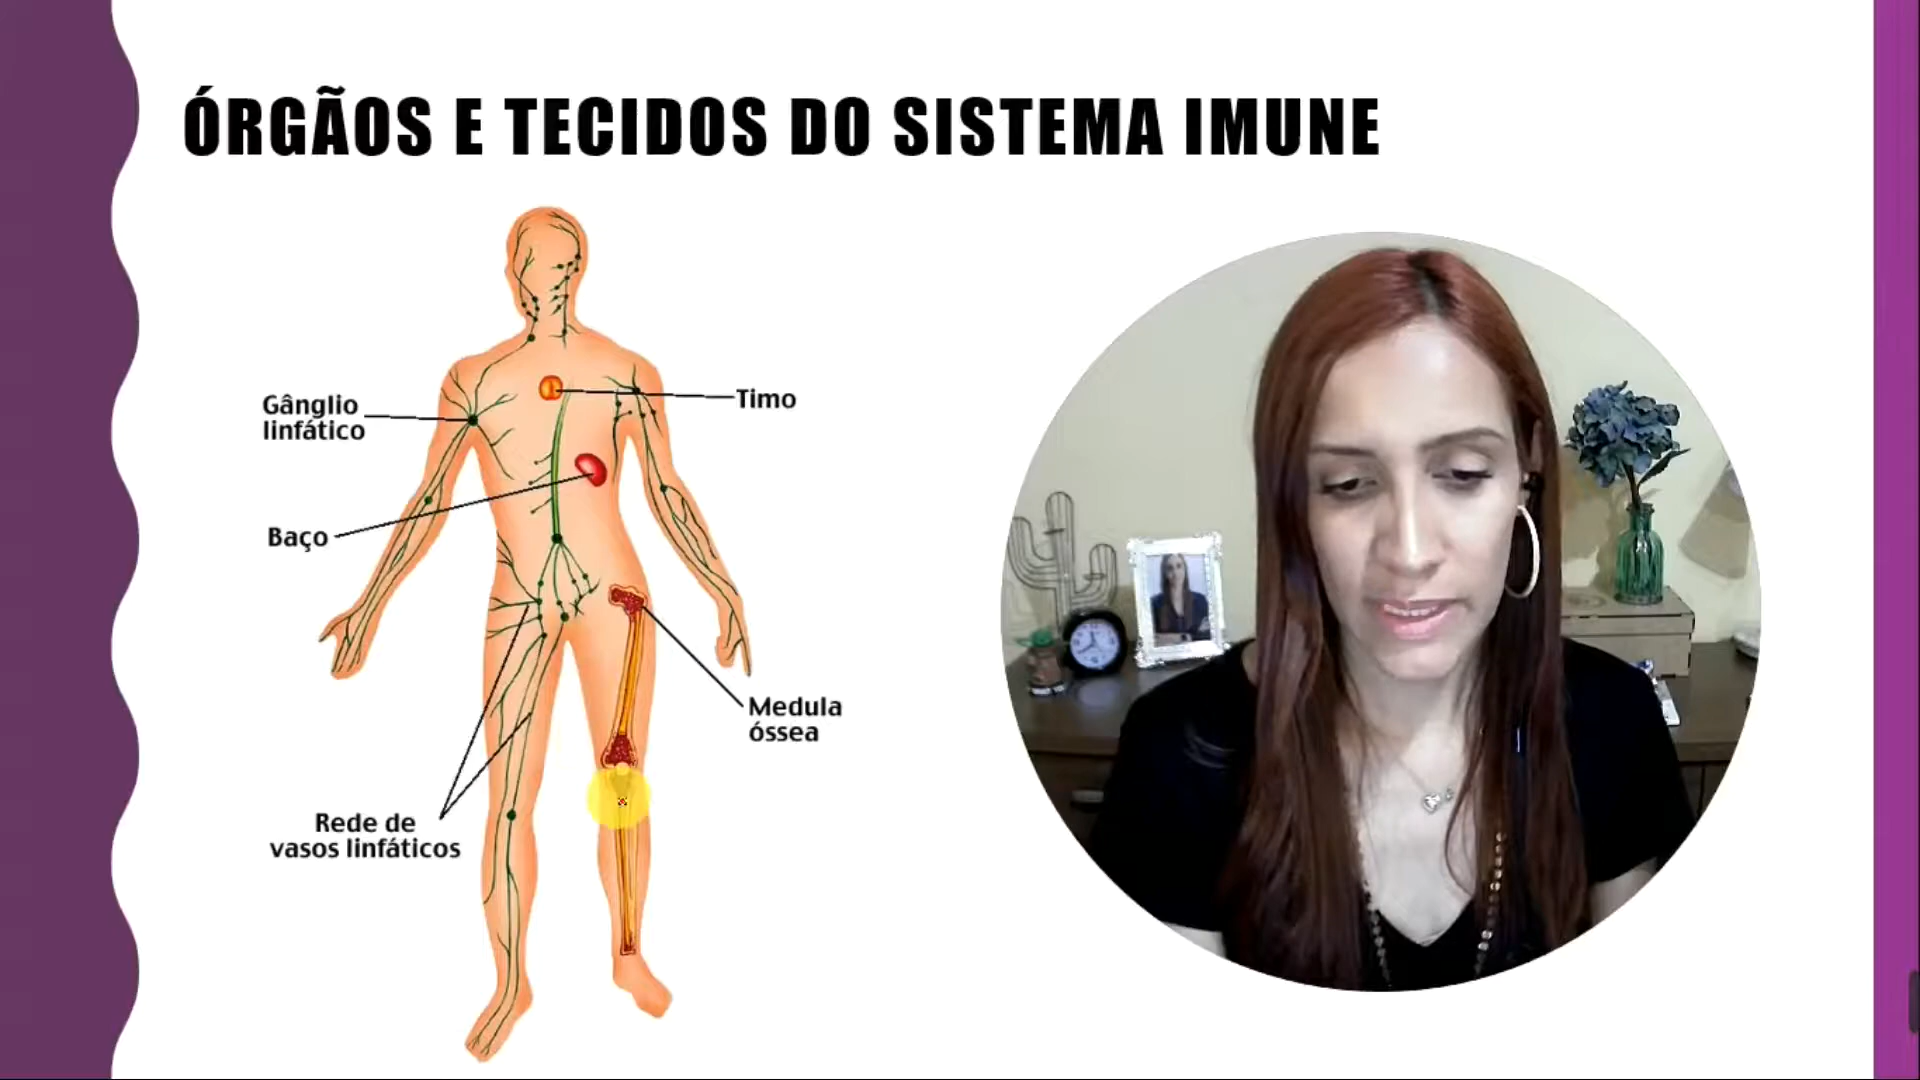 ÓRGÃOS E TECIDOS DO SISTEMA IMUNE
Gânglio
linfático
Timo
Baço
Medula
óssea
Rede de
vasos linfáticos